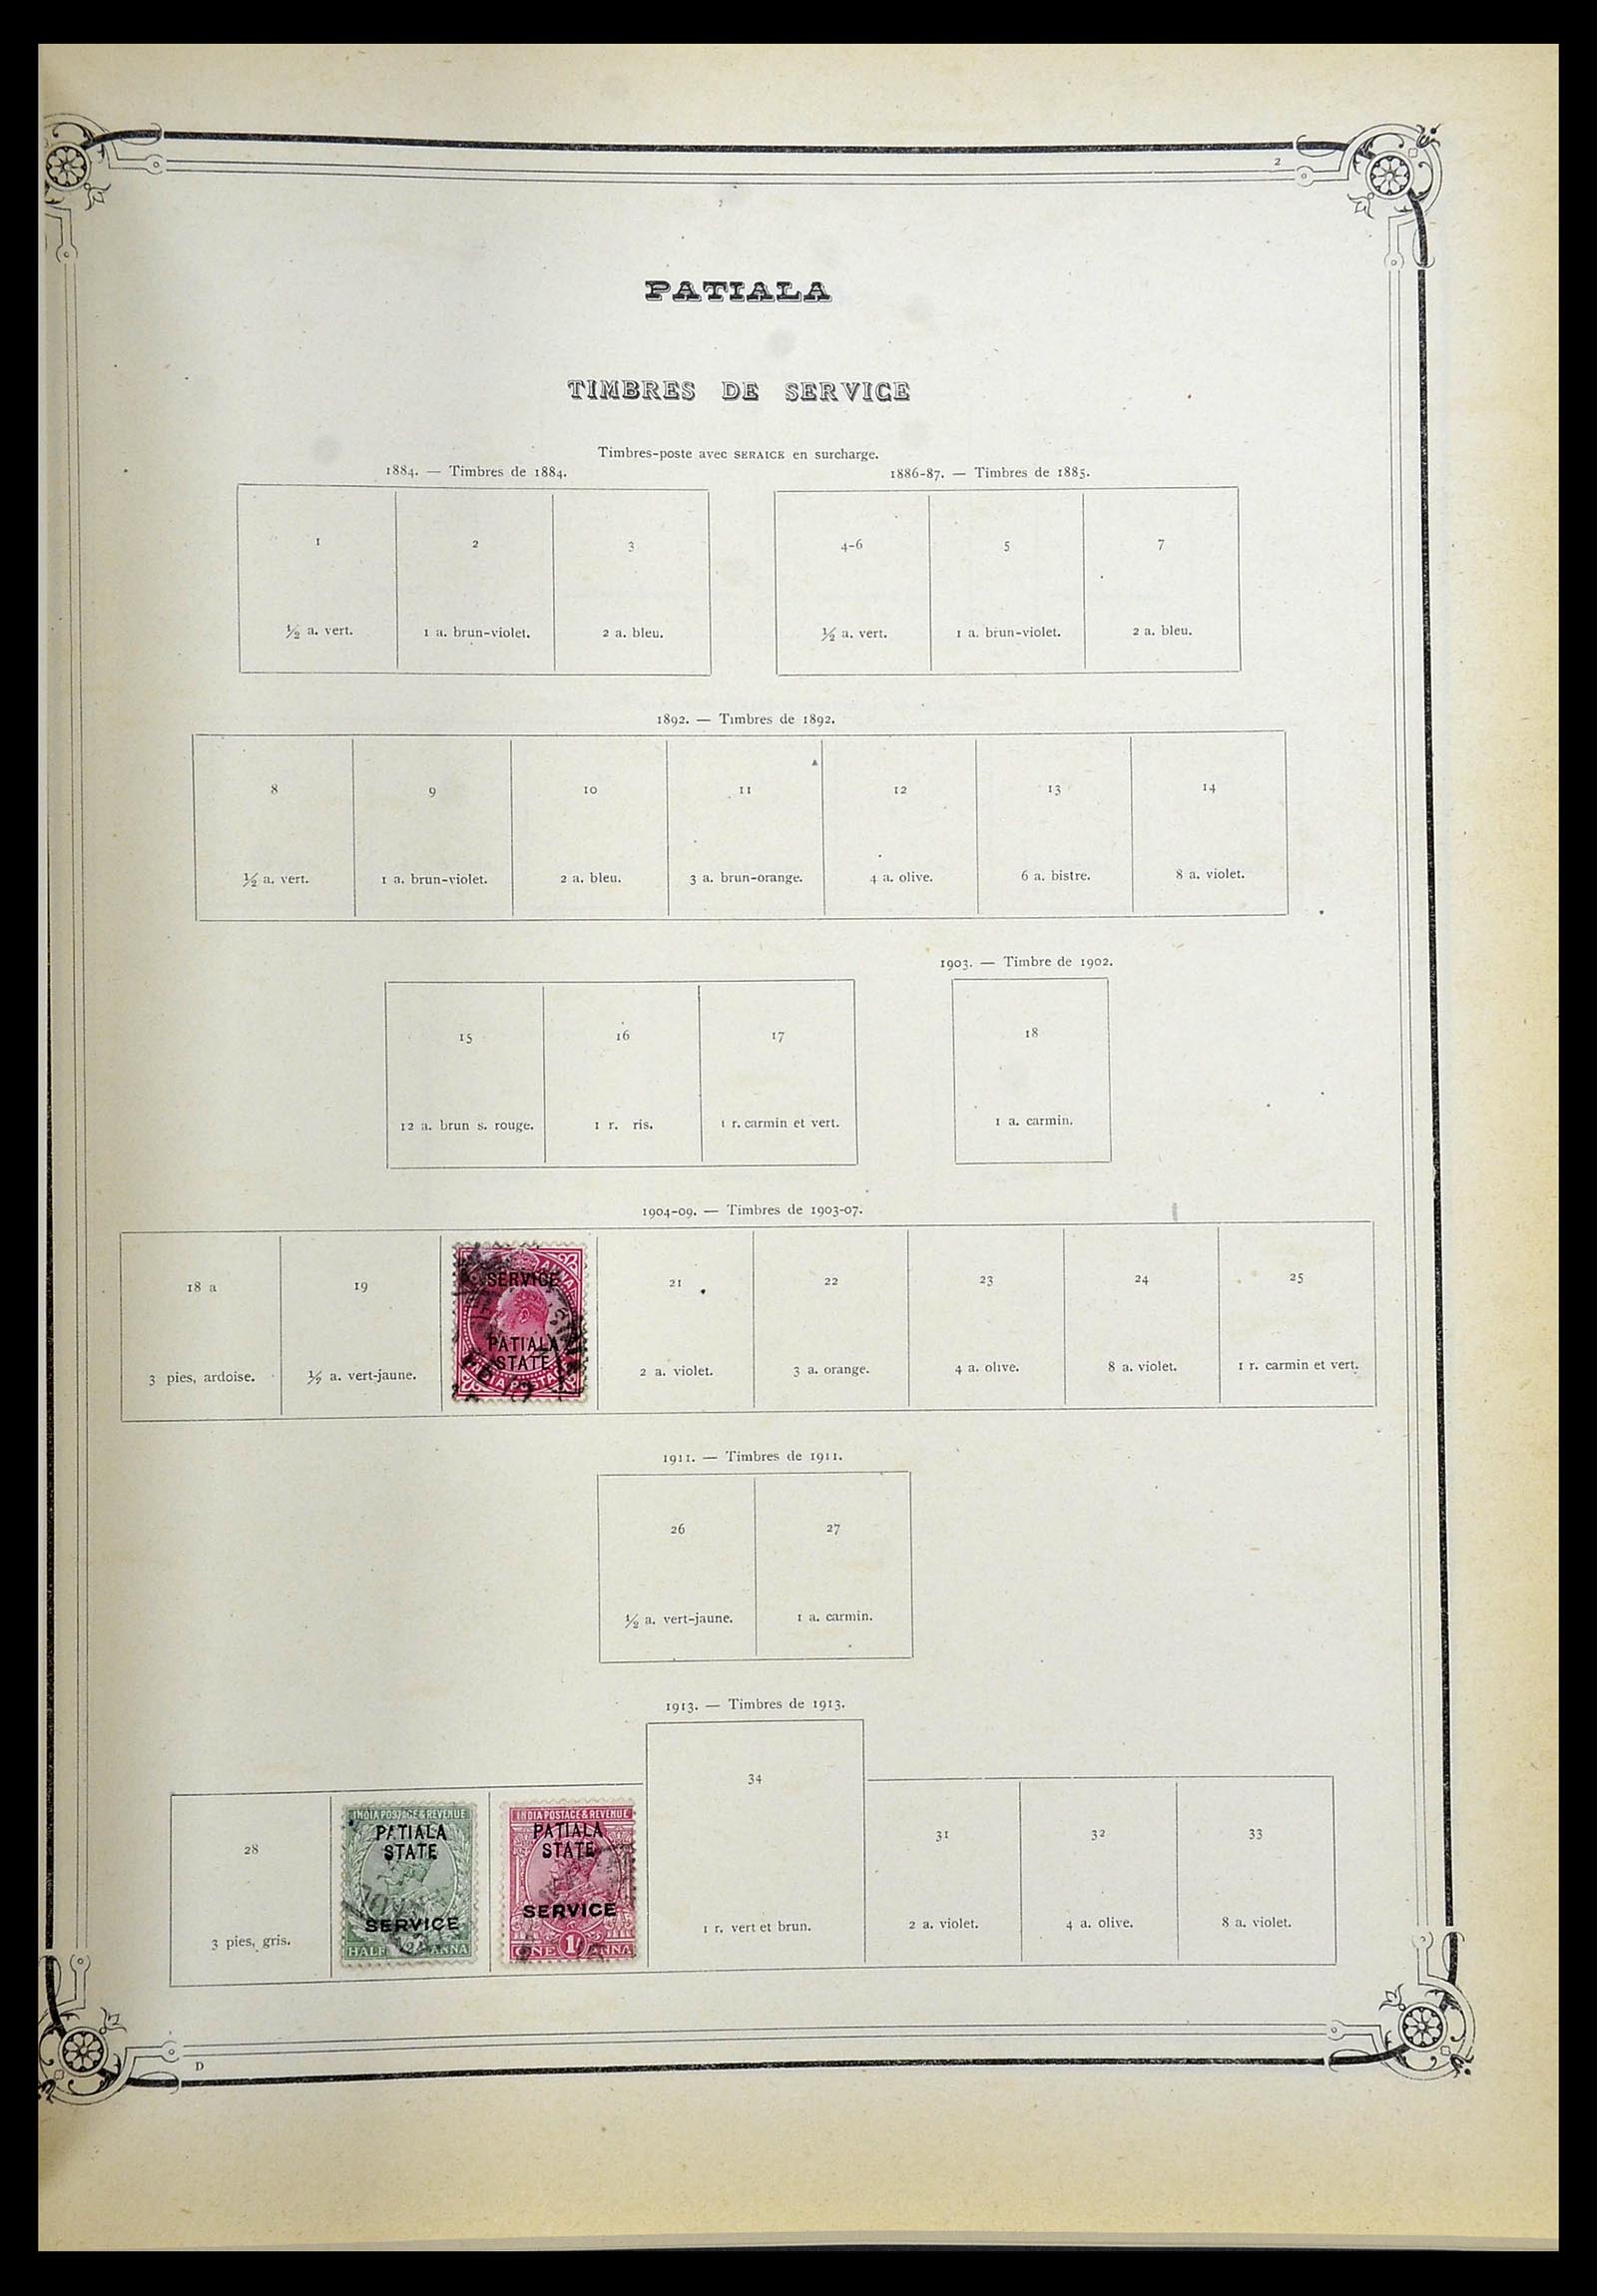 2
PATIALA
TIMBRES DE SERVICE
Timbres-poste avec SERAICE en surcharge.
1884. — Timbres de 1884.
1 2 3
½ a. vert. 1 a. brun-violet. 2 a. bleu.
1886-87. — Timbres de 1885.
4-6 5 7
½ a. vert. 1 a. brun-violet. 2 a. bleu.
1892. — Timbres de 1892.
8 9 10 11 12 13 14
½ a. vert. 1 a. brun-violet. 2 a. bleu. 3 a. brun-orange. 4 a. olive. 6 a. bistre. 8 a. violet.
15 16 17
12 a. brun s. rouge. 1 r. ris. 1 r. carmin et vert.
1903. — Timbre de 1902.
18
1 a. carmin.
1904-09. — Timbres de 1903-07.
18 a 19 21 22 23 24 25
3 pies, ardoise. ½ a. vert-jaune. 2 a. violet. 3 a. orange. 4 a. olive. 8 a. violet. 1 r. carmin et vert.
SERVICE
PATIALA
STATE
1911. — Timbres de 1911.
26 27
½ a. vert-jaune. 1 a. carmin.
1913. — Timbres de 1913.
34
1 r. vert et brun.
28
3 pies, gris.
INDIA POSTAGE & REVENUE
PATIALA
STATE
SERVICE
HALF ANNA
INDIA POSTAGE & REVENUE
PATIALA
STATE
SERVICE
ONE 1A ANNA
31 32 33
2 a. violet. 4 a. olive. 8 a. violet.
D